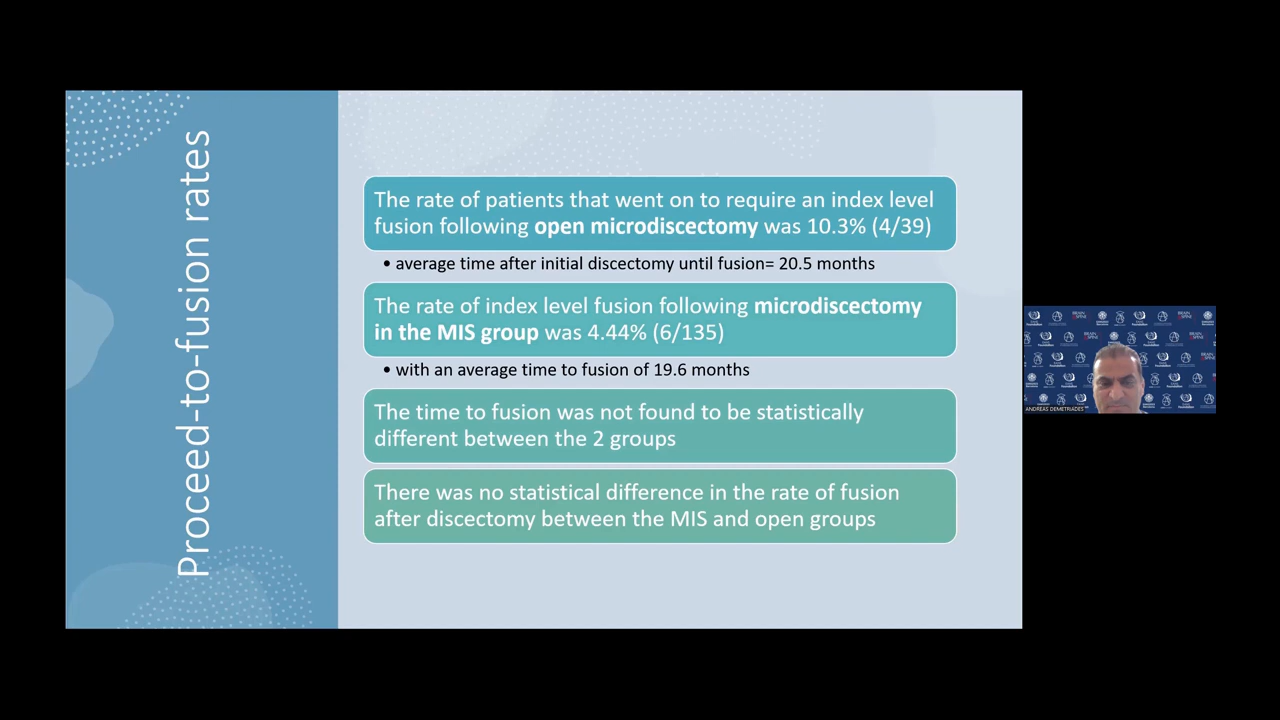 Proceed-to-fusion rates
The rate of patients that went on to require an index level
fusion following open microdiscectomy was 10.3% (4/39)
• average time after initial discectomy until fusion= 20.5 months
The rate of index level fusion following microdiscectomy
in the MIS group was 4.44% (6/135)
• with an average time to fusion of 19.6 months
The time to fusion was not found to be statistically
different between the 2 groups
There was no statistical difference in the rate of fusion
after discectomy between the MIS and open groups
ANDREAS DEMETRIADES